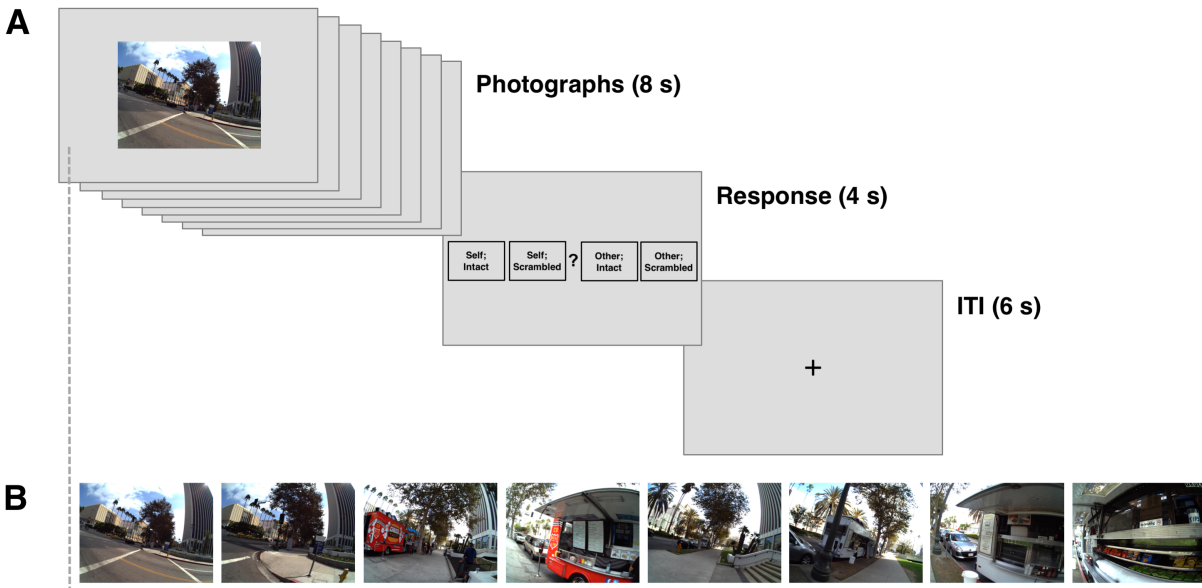 A
Photographs (8 s)
Response (4 s)
Self;
Intact
Self;
Scrambled
?
Other;
Intact
Other;
Scrambled
ITI (6 s)
+
B